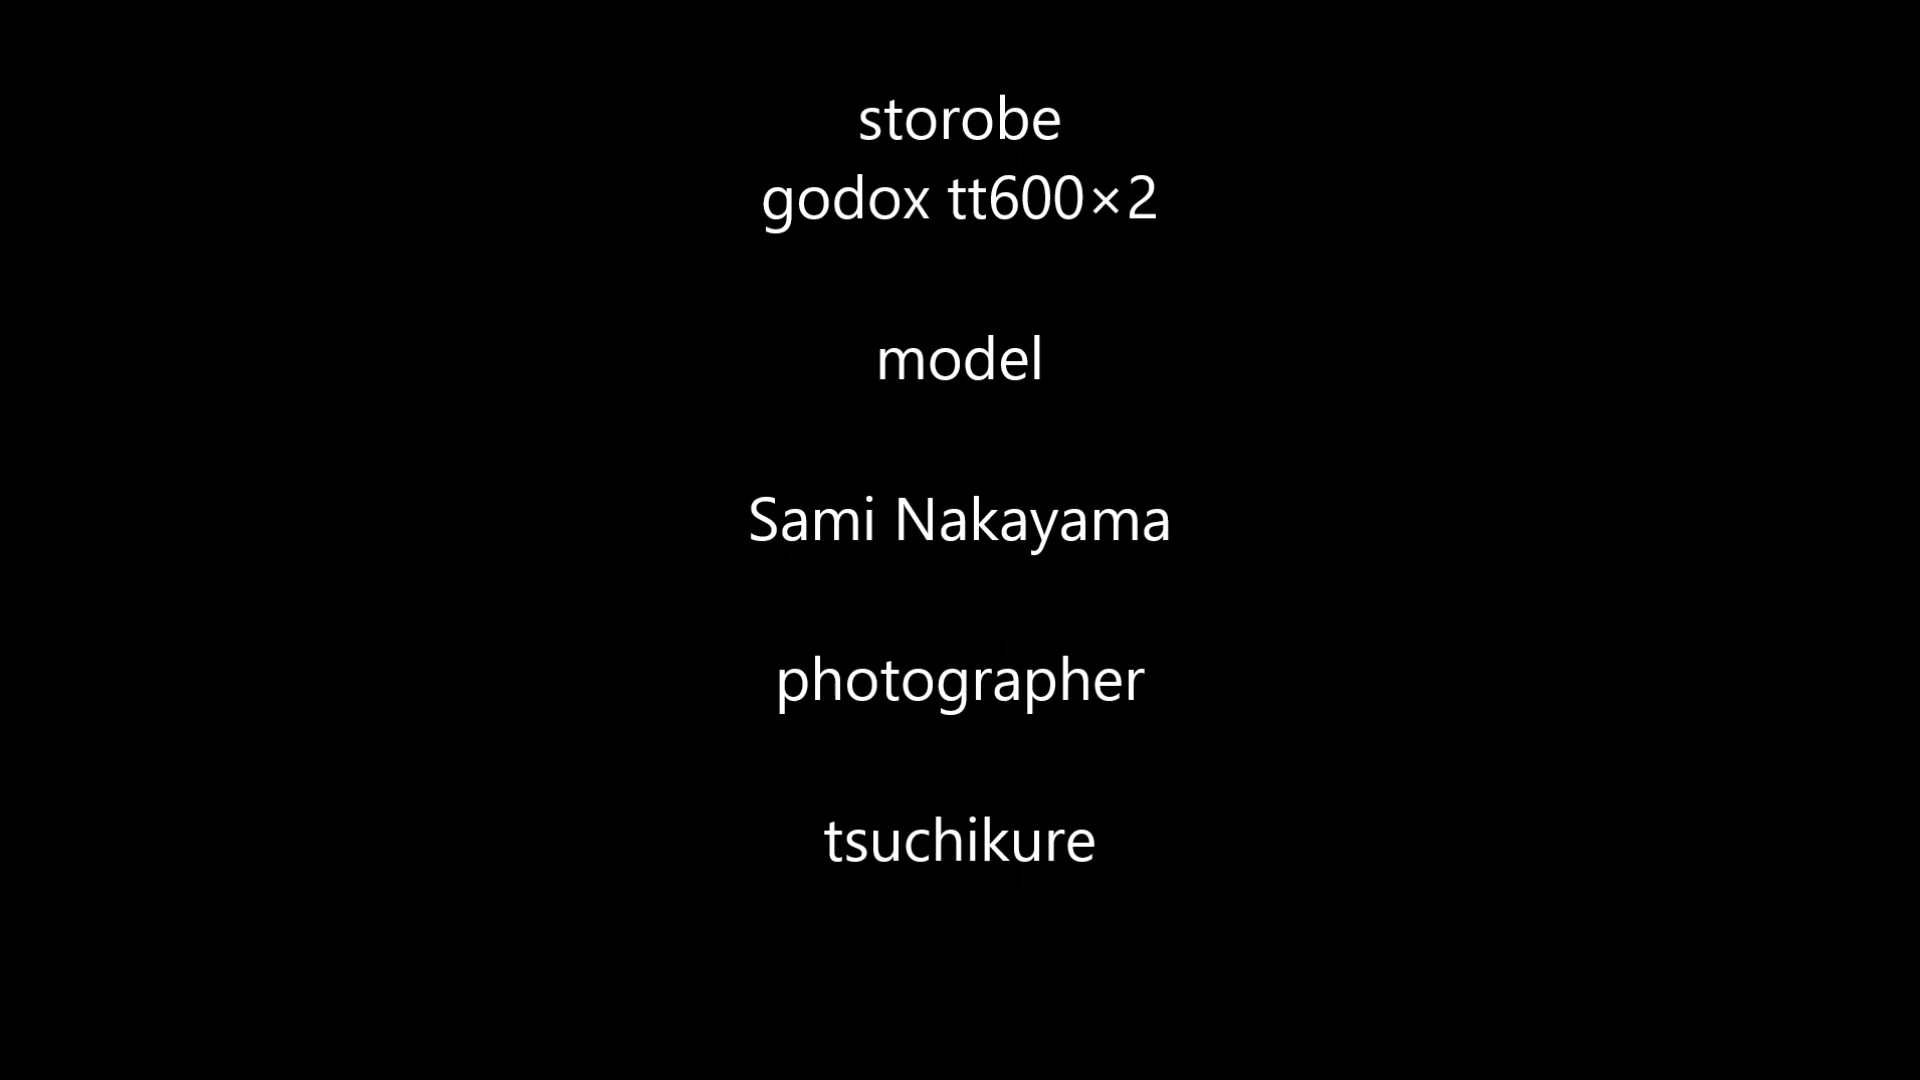 storobe
godox tt600×2
model
Sami Nakayama
photographer
tsuchikure